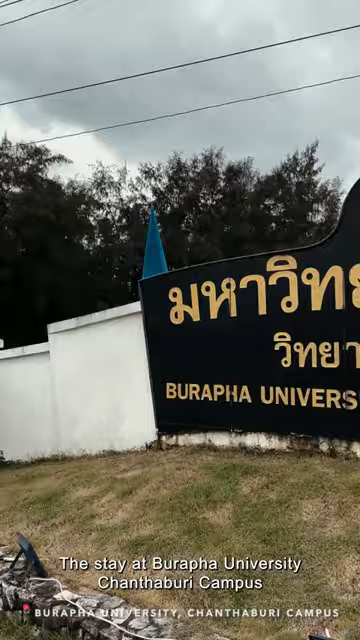 มหาวิทย
วิทยา
BURAPHA UNIVERS
The stay at Burapha University
Chanthaburi Campus
BURAPHA UNIVERSITY, CHANTHABURI CAMPUS